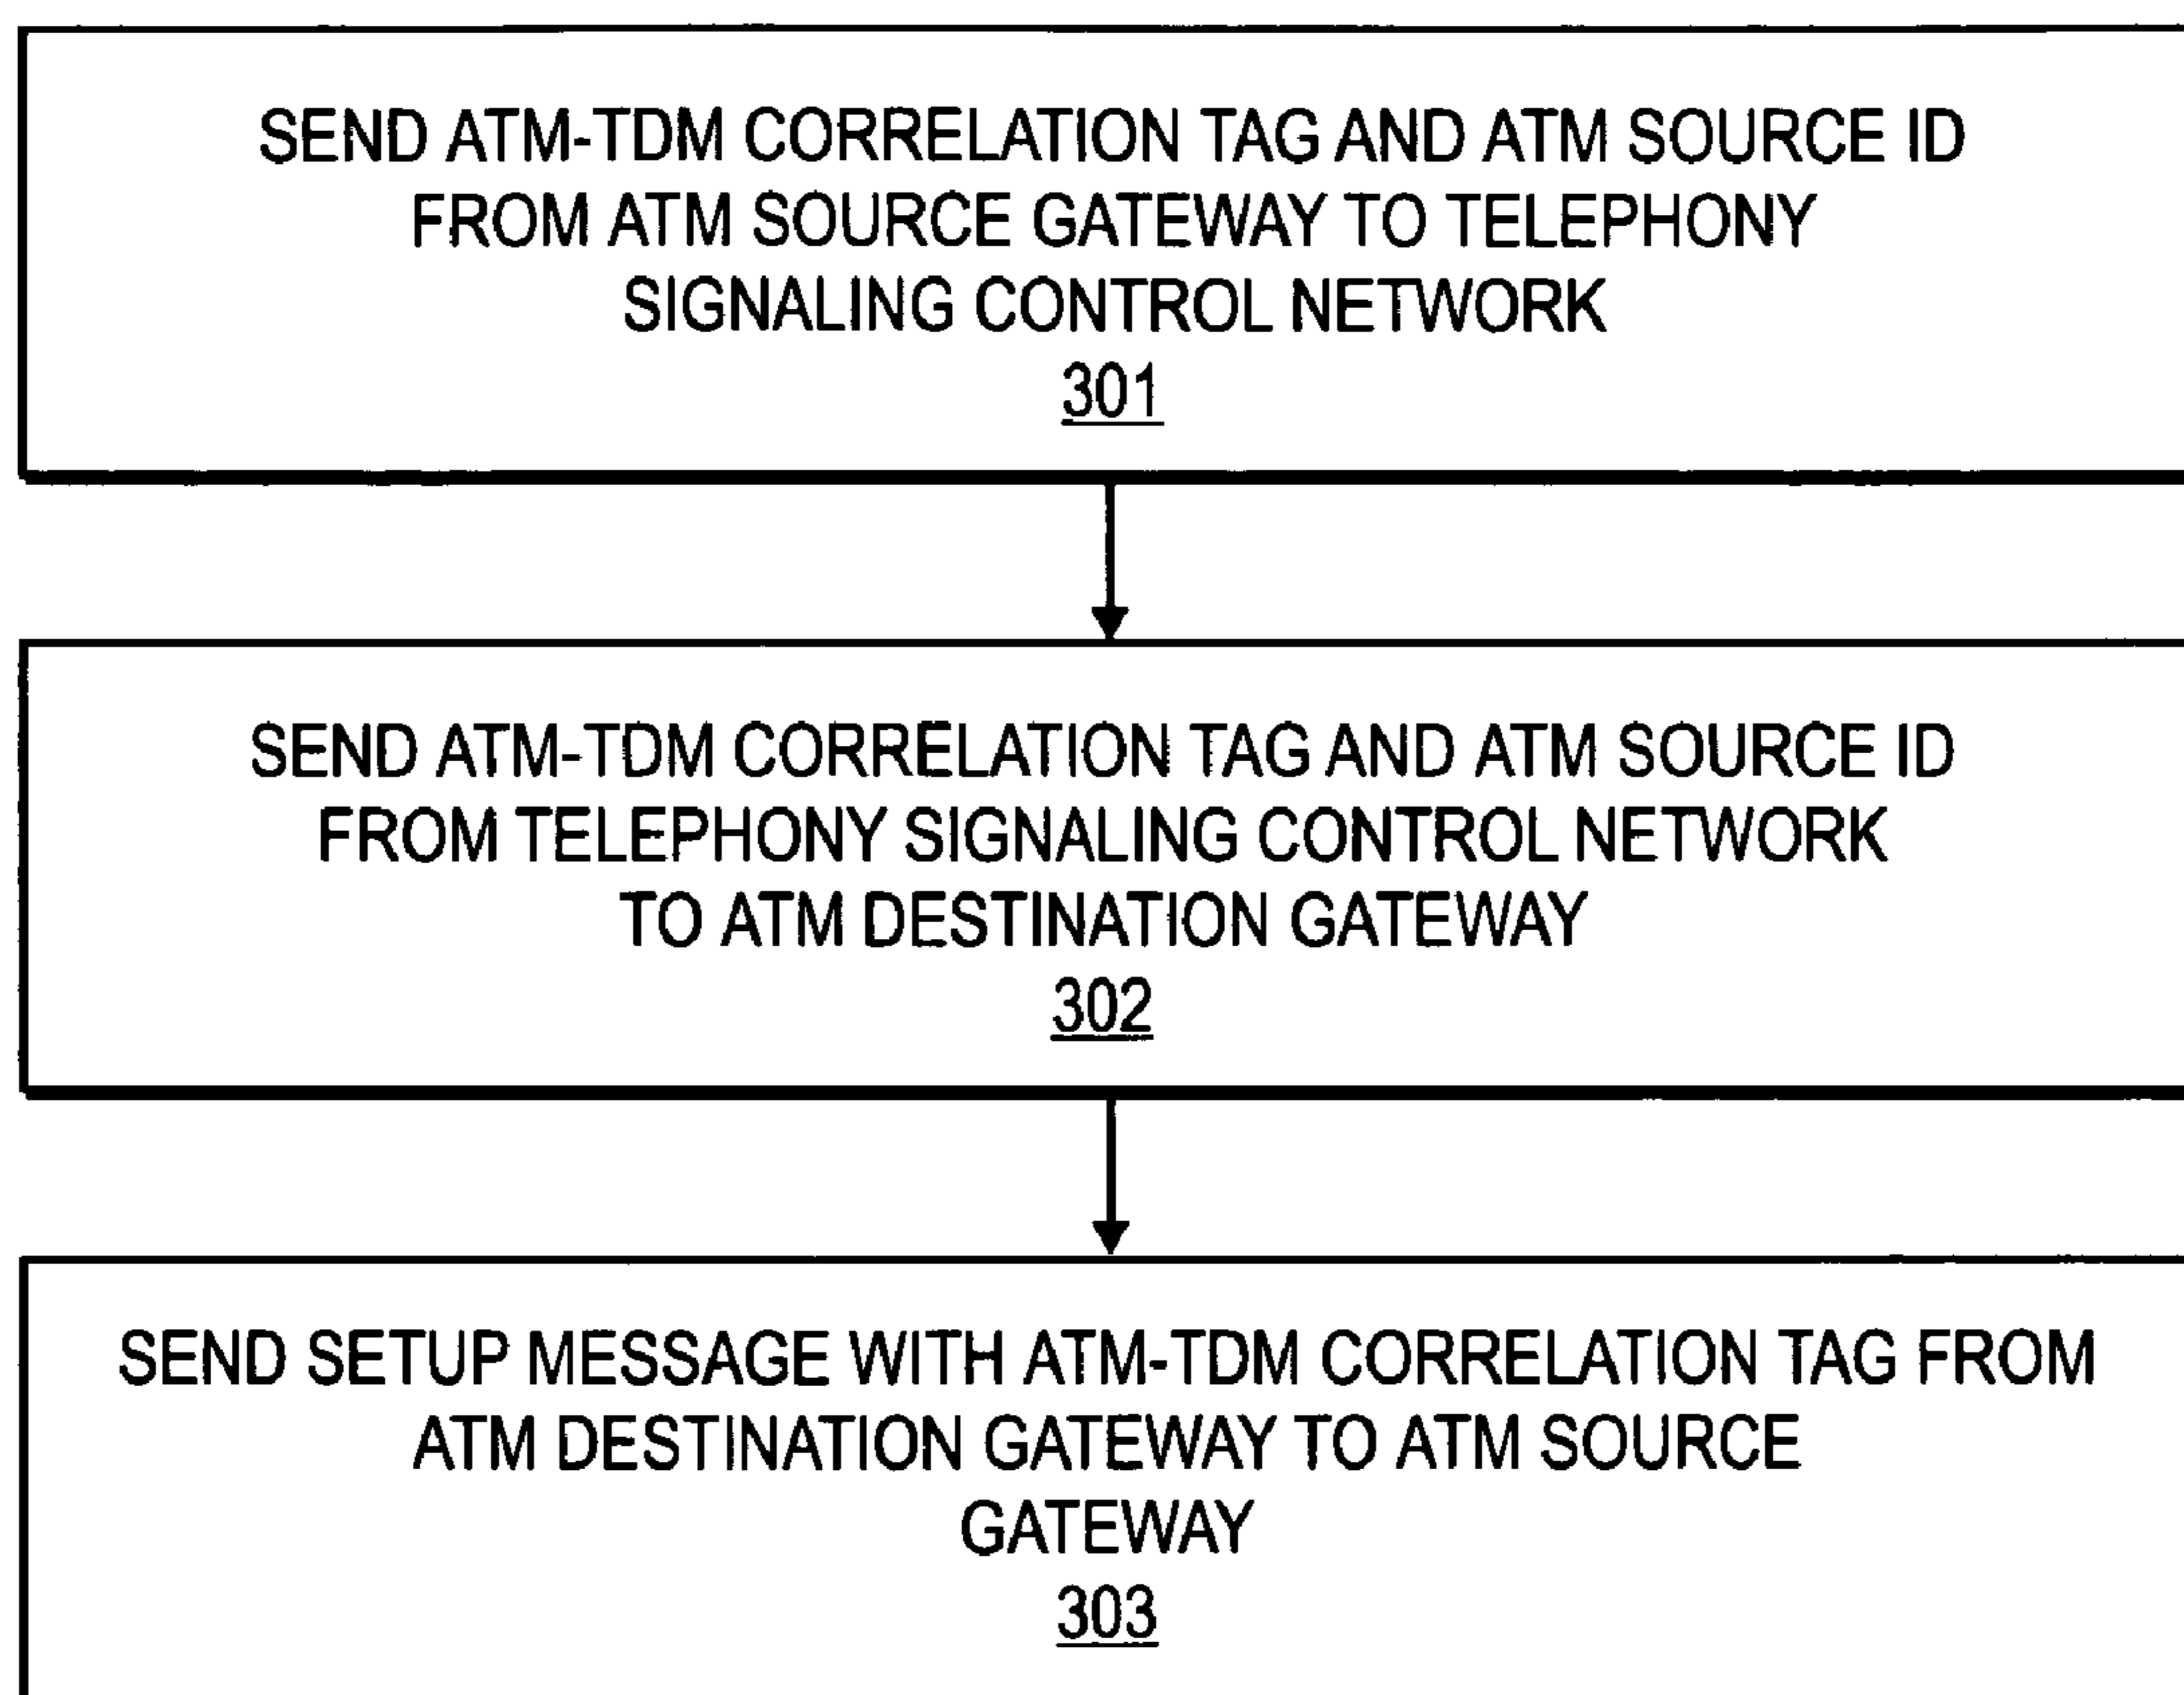 SEND ATM-TDM CORRELATION TAG AND ATM SOURCE ID
FROM ATM SOURCE GATEWAY TO TELEPHONY
SIGNALING CONTROL NETWORK
301
SEND ATM-TDM CORRELATION TAG AND ATM SOURCE ID
FROM TELEPHONY SIGNALING CONTROL NETWORK
TO ATM DESTINATION GATEWAY
302
SEND SETUP MESSAGE WITH ATM-TDM CORRELATION TAG FROM
ATM DESTINATION GATEWAY TO ATM SOURCE
GATEWAY
303